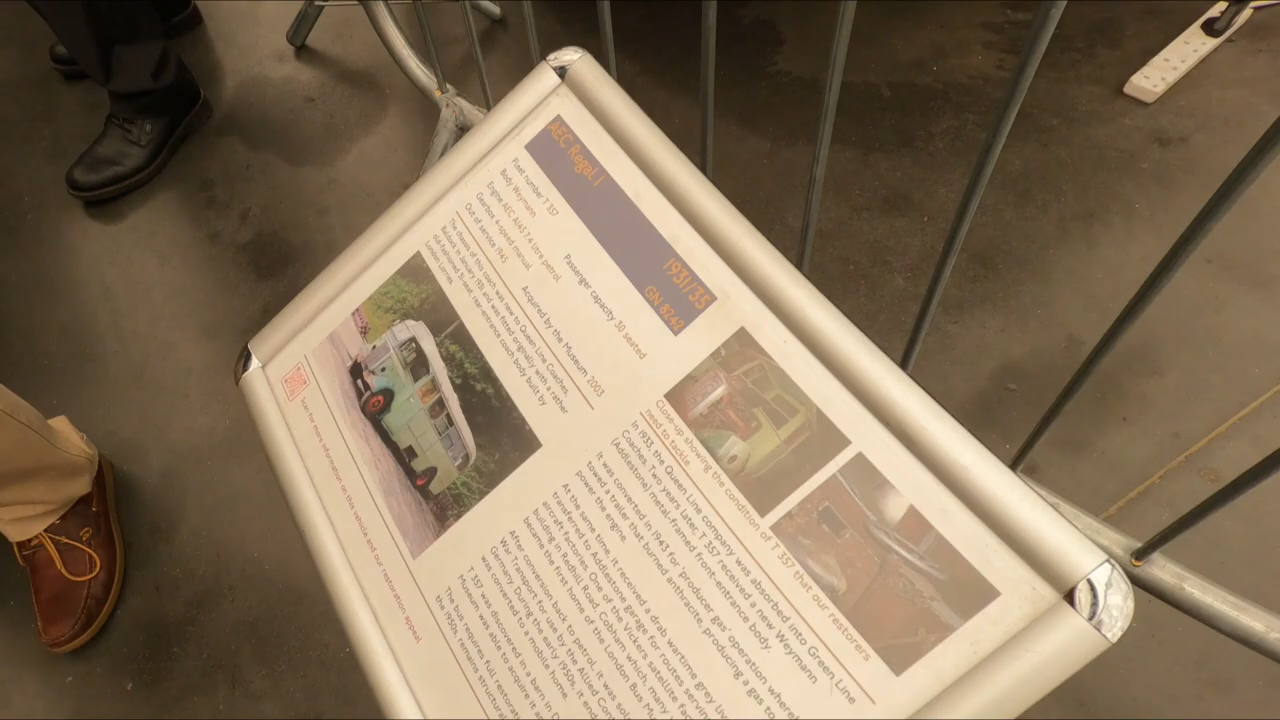 AEC Regal I
1931/35
GN 8242
Fleet number T 357
Body Weymann
Engine AEC A145 7.4 litre petrol
Gearbox 4-speed manual
Out of service 1945
Passenger capacity 30 seated
Acquired by the Museum 2003
The chassis of this coach was new to Queen Line Coaches,
Baldock in January 1931 and was fitted originally with a rather
old-fashioned 31-seat, rear-entrance coach body built by
London Lorries.
Scan for more information on this vehicle and our restoration appeal.
Close-up showing the condition of T 357 that our restorers
need to tackle.
In 1933, the Queen Line company was absorbed into Green Line
Coaches. Two years later, T 357 received a new Weymann
(Addlestone) metal-framed front-entrance body.
It was converted in 1943 for 'producer gas' operation where
towed a trailer that burned anthracite, producing a gas to
power the engine.
At the same time, it received a drab wartime grey
transferred to Addlestone garage for routes
aircraft factories. One of the Vickers satellite
building in Redhill Road, Cobham which, many
became the first home of the London Bus
After conversion back to petrol, it was
War Transport for use by the Allied
Germany. During the early 1950s, it
was converted to a mobile home
T 357 was discovered in a barn in
Museum was able to acquire it
The bus requires full
the 1950s, remain